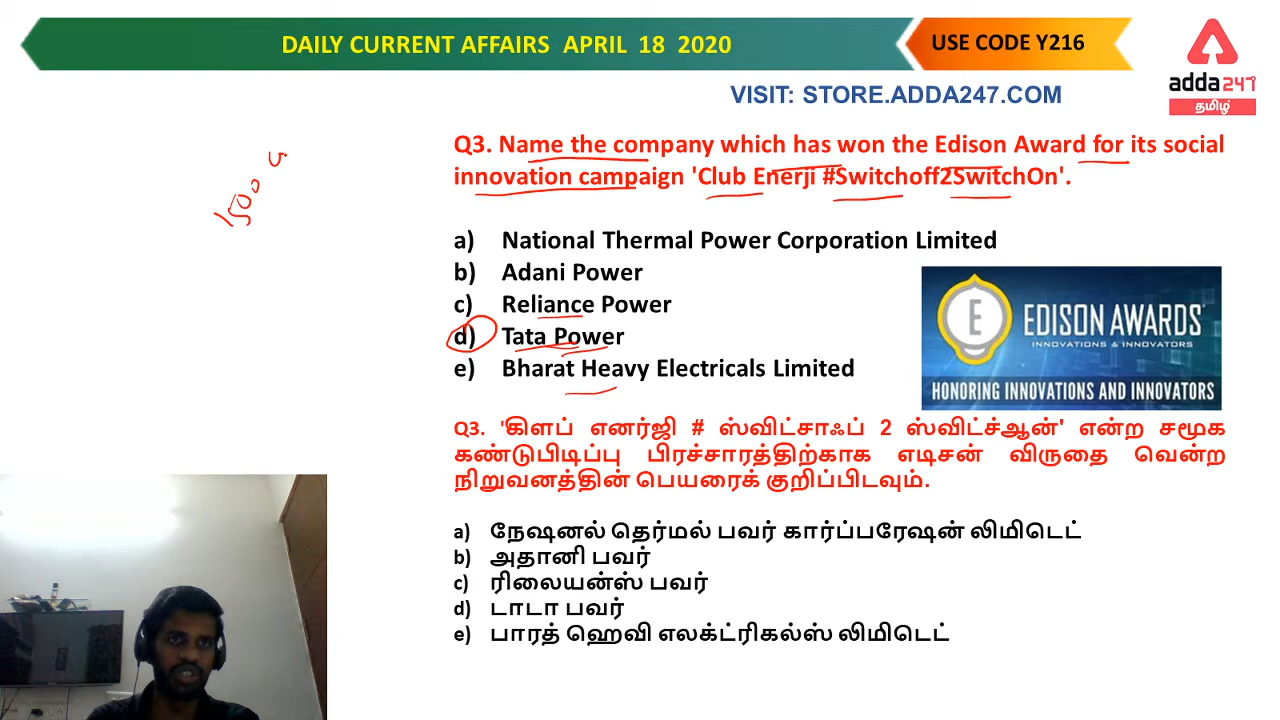 DAILY CURRENT AFFAIRS APRIL 18 2020
USE CODE Y216
adda247
தமிழ்
VISIT: STORE.ADDA247.COM
Q3. Name the company which has won the Edison Award for its social
innovation campaign 'Club Enerji #Switchoff2SwitchOn'.
a) National Thermal Power Corporation Limited
b) Adani Power
c) Reliance Power
d) Tata Power
e) Bharat Heavy Electricals Limited
E
EDISON AWARDS
INNOVATIONS & INNOVATORS
HONORING INNOVATIONS AND INNOVATORS
Q3. 'கிளப் எனர்ஜி # ஸ்விட்சாஃப் 2 ஸ்விட்ச்ஆன்' என்ற சமூக
கண்டுபிடிப்பு பிரச்சாரத்திற்காக எடிசன் விருதை வென்ற
நிறுவனத்தின் பெயரைக் குறிப்பிடவும்.
a) நேஷனல் தெர்மல் பவர் கார்ப்பரேஷன் லிமிடெட்
b) அதானி பவர்
c) ரிலையன்ஸ் பவர்
d) டாடா பவர்
e) பாரத் ஹெவி எலக்ட்ரிகல்ஸ் லிமிடெட்